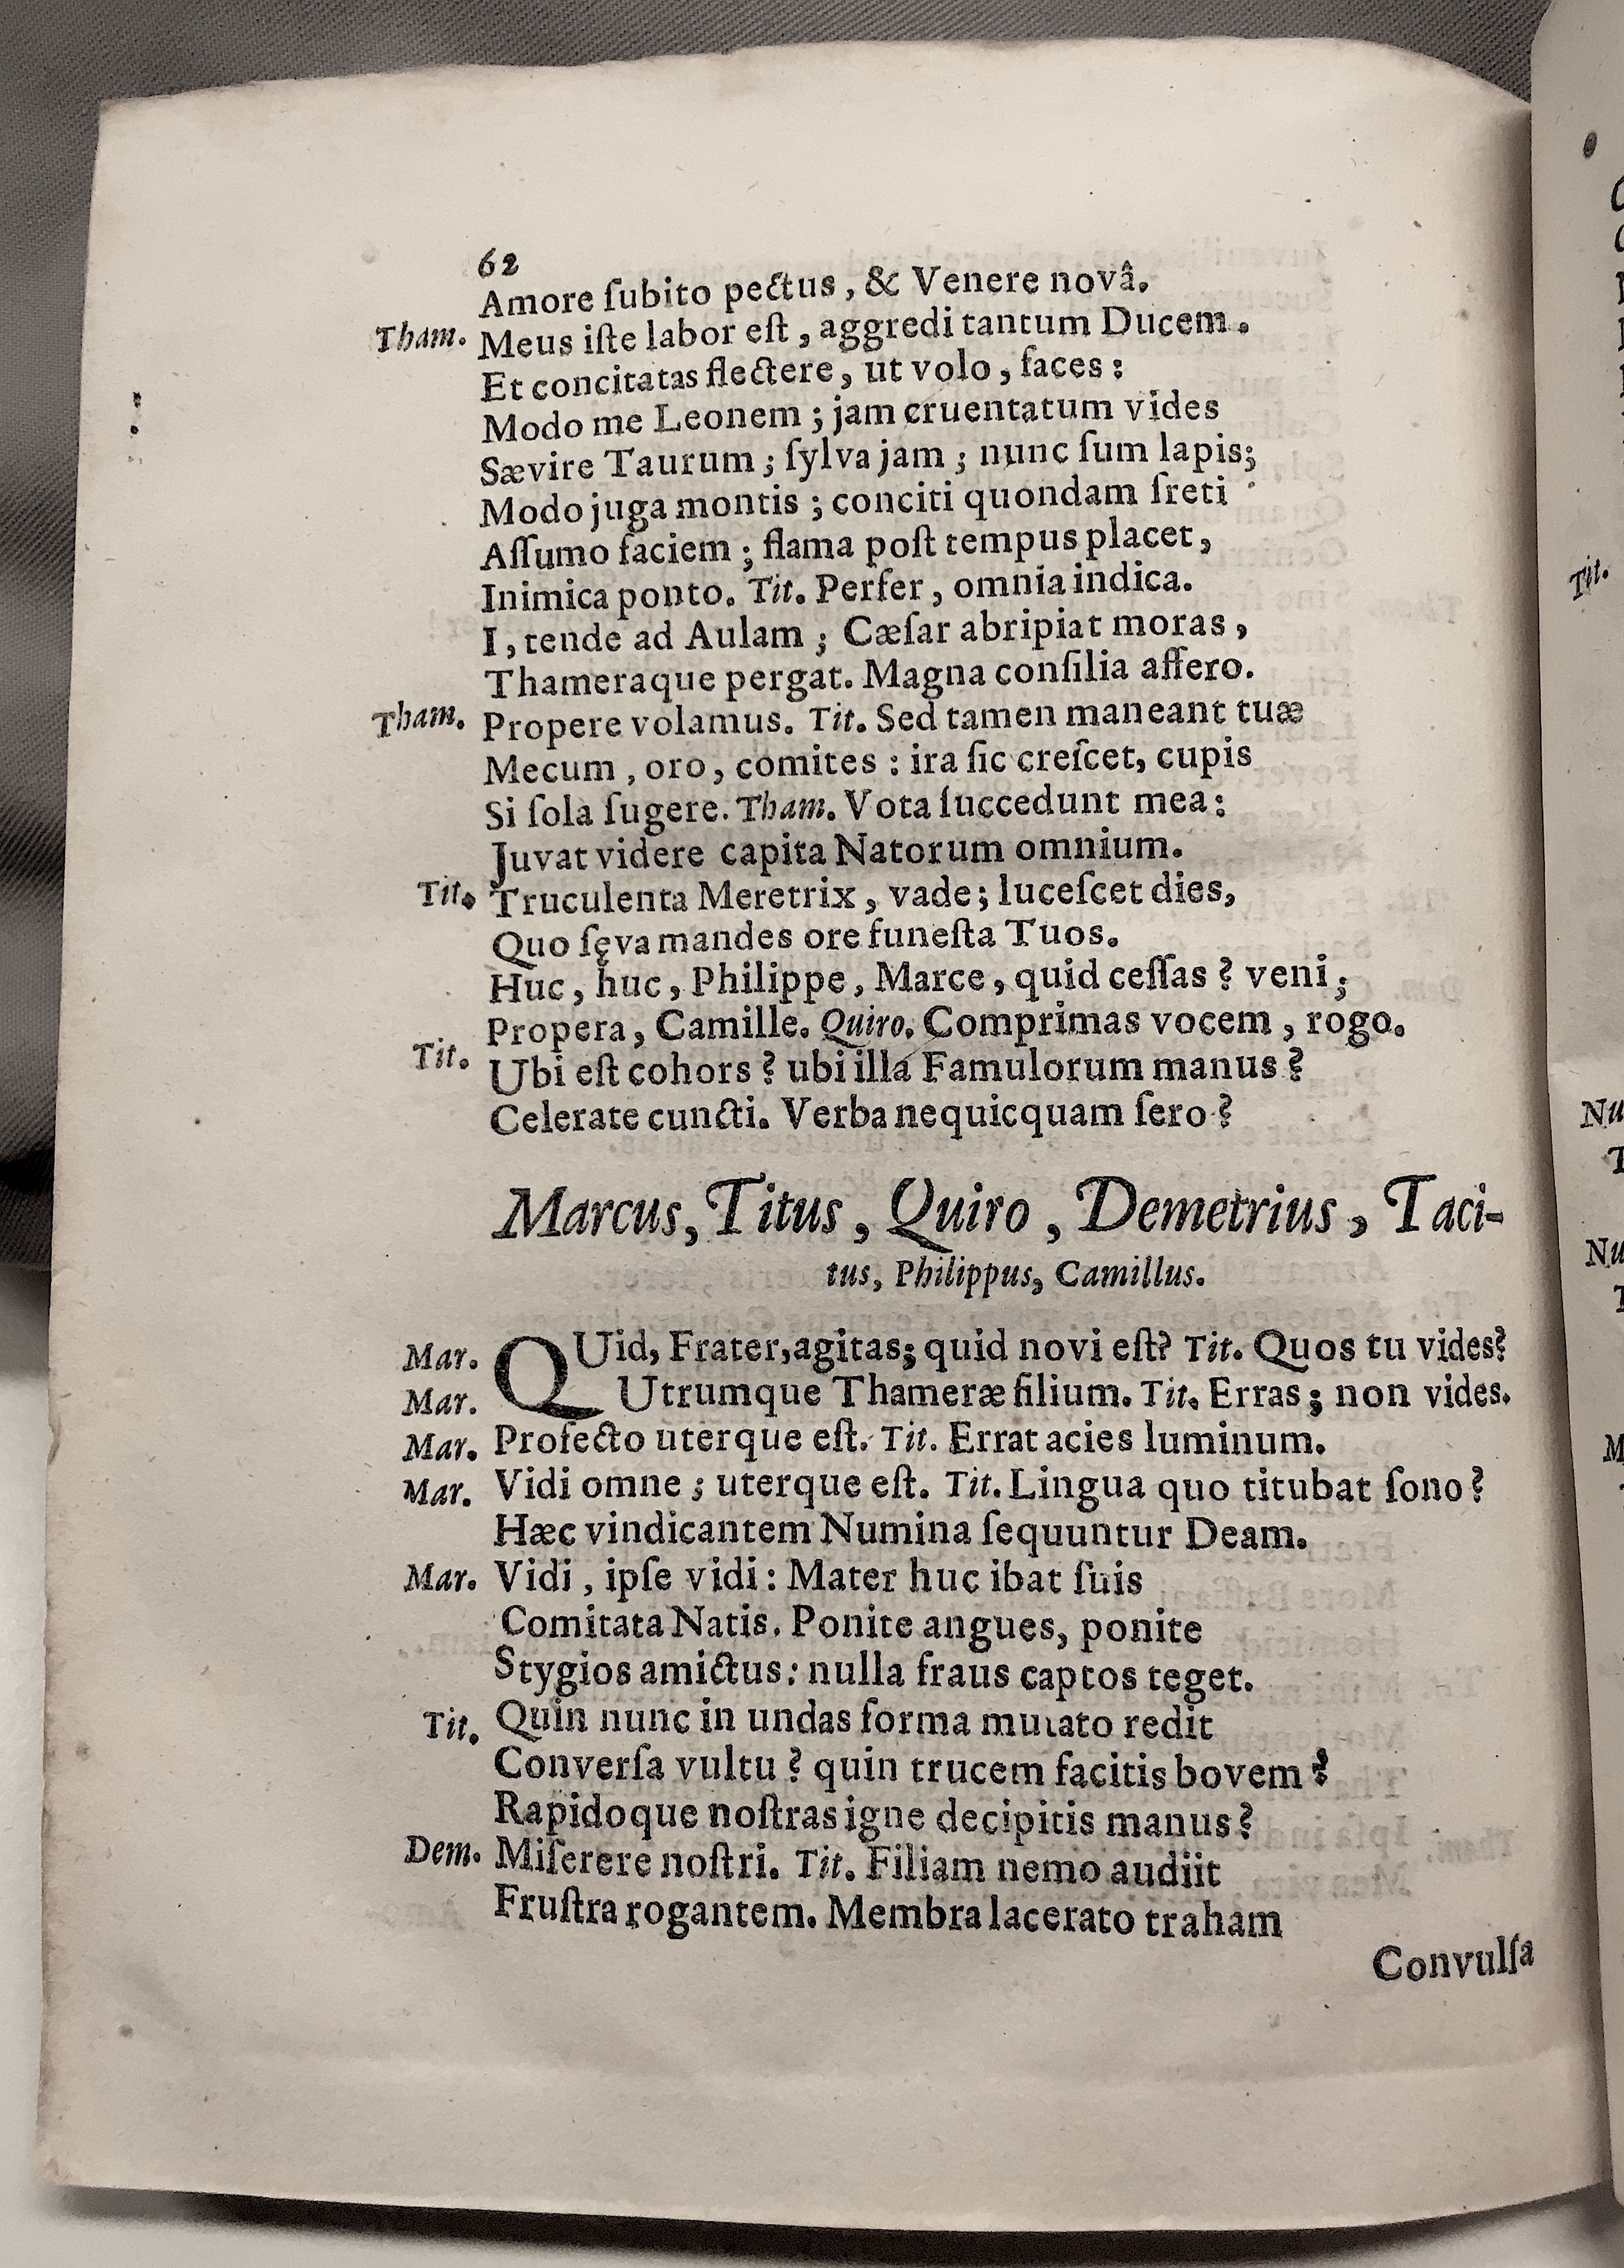 62
Amore ſubito pectus, & Venere novâ.
Tham. Meus iſte labor eſt, aggredi tantum Ducem.
Et concitatas flectere, ut volo, faces:
Modo me Leonem; jam cruentatum vides
Sævire Taurum; ſylva jam; nunc ſum lapis;
Modo juga montis; conciti quondam freti
Aſſumo faciem; flama poſt tempus placet,
Inimica ponto. Tit. Perfer, omnia indica.
I, tende ad Aulam; Cæſar abripiat moras,
Thameraque pergat. Magna conſilia affero.
Tham. Propere volamus. Tit. Sed tamen maneant tuæ
Mecum, oro, comites: ira ſic creſcet, cupis
Si ſola fugere. Tham. Vota ſuccedunt mea:
Juvat videre capita Natorum omnium.
Tit. Truculenta Meretrix, vade; luceſcet dies,
Quo ſęva mandes ore funeſta Tuos.
Huc, huc, Philippe, Marce, quid ceſſas? veni;
Propera, Camille. Quiro. Comprimas vocem, rogo.
Tit. Ubi eſt cohors? ubi illa Famulorum manus?
Celerate cuncti. Verba nequicquam ſero?
Marcus, Titus, Quiro, Demetrius, Taci-
tus, Philippus, Camillus.
Mar. QUid, Frater, agitas; quid novi eſt? Tit. Quos tu vides?
Mar. Utrumque Thameræ filium. Tit. Erras; non vides.
Mar. Profecto uterque eſt. Tit. Errat acies luminum.
Mar. Vidi omne; uterque eſt. Tit. Lingua quo titubat ſono?
Hæc vindicantem Numina ſequuntur Deam.
Mar. Vidi, ipſe vidi: Mater huc ibat ſuis
Comitata Natis. Ponite angues, ponite
Stygios amictus: nulla fraus captos teget.
Tit. Quin nunc in undas forma mutato redit
Converſa vultu? quin trucem facitis bovem?
Rapidoque noſtras igne decipitis manus?
Dem. Miſerere noſtri. Tit. Filiam nemo audiit
Fruſtra rogantem. Membra lacerato traham
Convulſa
Tit.